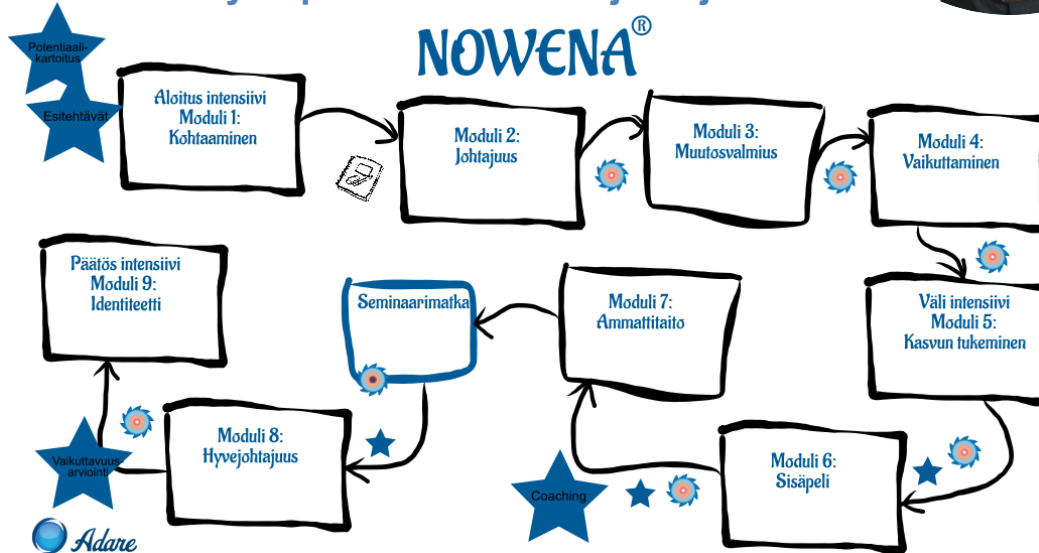 NOWENA®
Potentiaali-
kartoitus
Esitehtävät
Aloitus intensiivi
Moduli 1:
Kohtaaminen
Moduli 2:
Johtajuus
Moduli 3:
Muutosvalmius
Moduli 4:
Vaikuttaminen
Väli intensiivi
Moduli 5:
Kasvun tukeminen
Moduli 6:
Sisäpeli
Coaching
Moduli 7:
Ammattitaito
Seminaarimatka
Moduli 8:
Hyvejohtajuus
Vaikuttavuus-
arviointi
Päätös intensiivi
Moduli 9:
Identiteetti
Adare